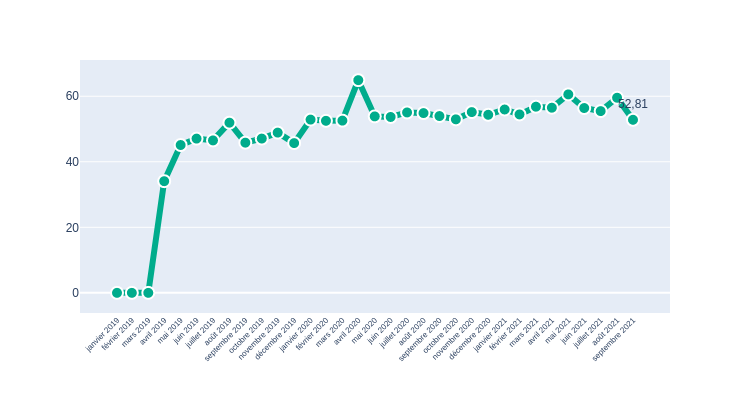 60
40
20
0
52,81
janvier 2019
février 2019
mars 2019
avril 2019
mai 2019
juin 2019
juillet 2019
août 2019
septembre 2019
octobre 2019
novembre 2019
décembre 2019
janvier 2020
février 2020
mars 2020
avril 2020
mai 2020
juin 2020
juillet 2020
août 2020
septembre 2020
octobre 2020
novembre 2020
décembre 2020
janvier 2021
février 2021
mars 2021
avril 2021
mai 2021
juin 2021
juillet 2021
août 2021
septembre 2021